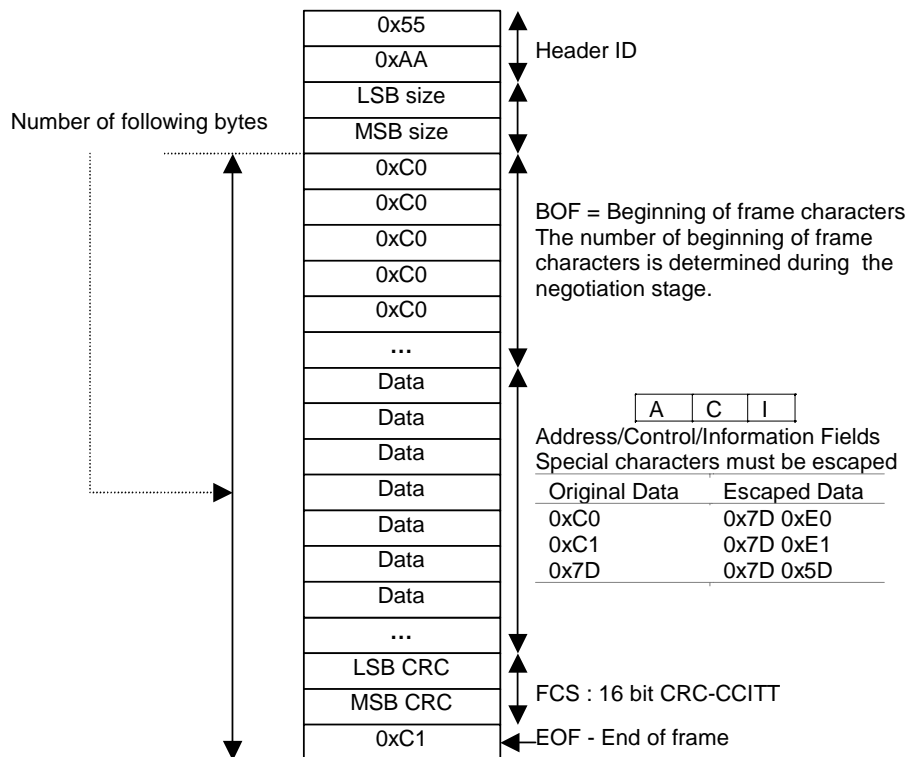 0x55
0xAA
Header ID
LSB size
MSB size
Number of following bytes
0xC0
0xC0
0xC0
0xC0
0xC0
...
BOF = Beginning of frame characters
The number of beginning of frame
characters is determined during the
negotiation stage.
Data
Data
Data
Data
Data
Data
Data
...
A C I
Address/Control/Information Fields
Special characters must be escaped
Original Data Escaped Data
0xC0 0x7D 0xE0
0xC1 0x7D 0xE1
0x7D 0x7D 0x5D
LSB CRC
MSB CRC
FCS : 16 bit CRC-CCITT
0xC1
EOF - End of frame